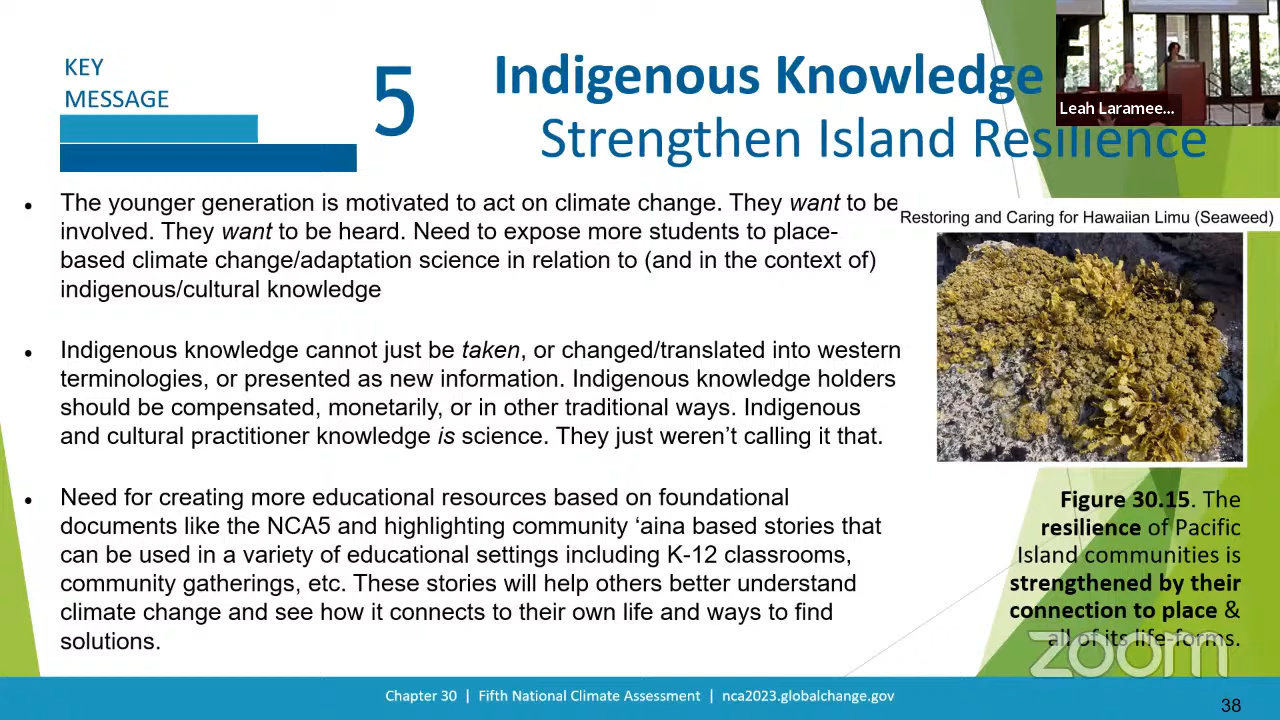 KEY
MESSAGE
5
Indigenous Knowledge
Strengthen Island Resilience
Leah Laramee...
The younger generation is motivated to act on climate change. They want to be
involved. They want to be heard. Need to expose more students to place-
based climate change/adaptation science in relation to (and in the context of)
indigenous/cultural knowledge
Indigenous knowledge cannot just be taken, or changed/translated into western
terminologies, or presented as new information. Indigenous knowledge holders
should be compensated, monetarily, or in other traditional ways. Indigenous
and cultural practitioner knowledge is science. They just weren’t calling it that.
Need for creating more educational resources based on foundational
documents like the NCA5 and highlighting community ‘aina based stories that
can be used in a variety of educational settings including K-12 classrooms,
community gatherings, etc. These stories will help others better understand
climate change and see how it connects to their own life and ways to find
solutions.
Restoring and Caring for Hawaiian Limu (Seaweed)
Figure 30.15. The
resilience of Pacific
Island communities is
strengthened by their
connection to place &
all of its life-forms.
zoom
Chapter 30 | Fifth National Climate Assessment | nca2023.globalchange.gov
38